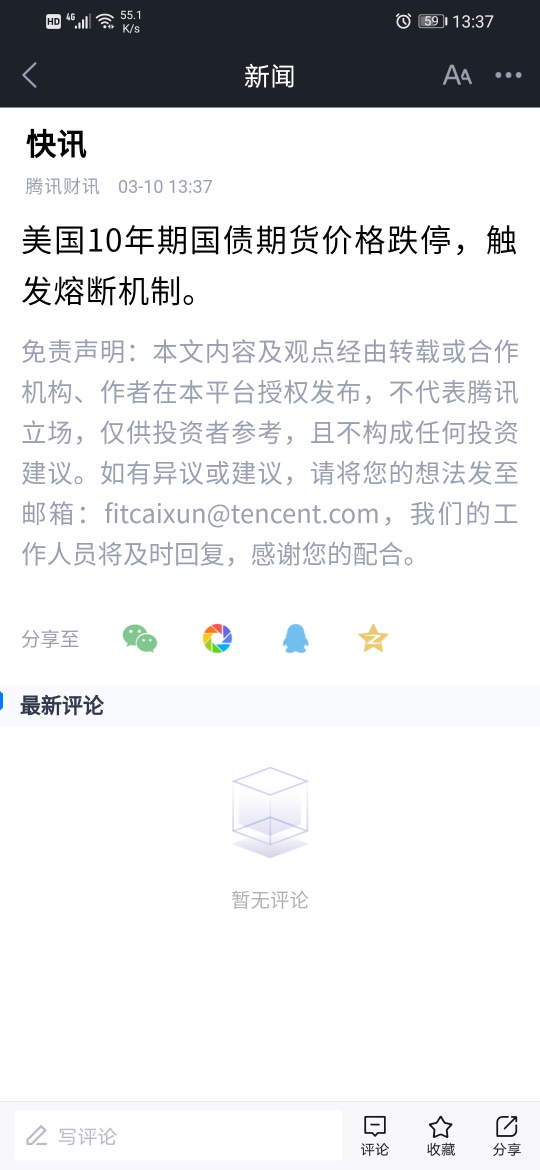 HD 4G 55.1 K/s 59 13:37
新闻 AA
快讯
腾讯财讯 03-10 13:37
美国10年期国债期货价格跌停，触
发熔断机制。
免责声明：本文内容及观点经由转载或合作
机构、作者在本平台授权发布，不代表腾讯
立场，仅供投资者参考，且不构成任何投资
建议。如有异议或建议，请将您的想法发至
邮箱：fitcaixun@tencent.com，我们的工
作人员将及时回复，感谢您的配合。
分享至
最新评论
暂无评论
写评论 评论 收藏 分享